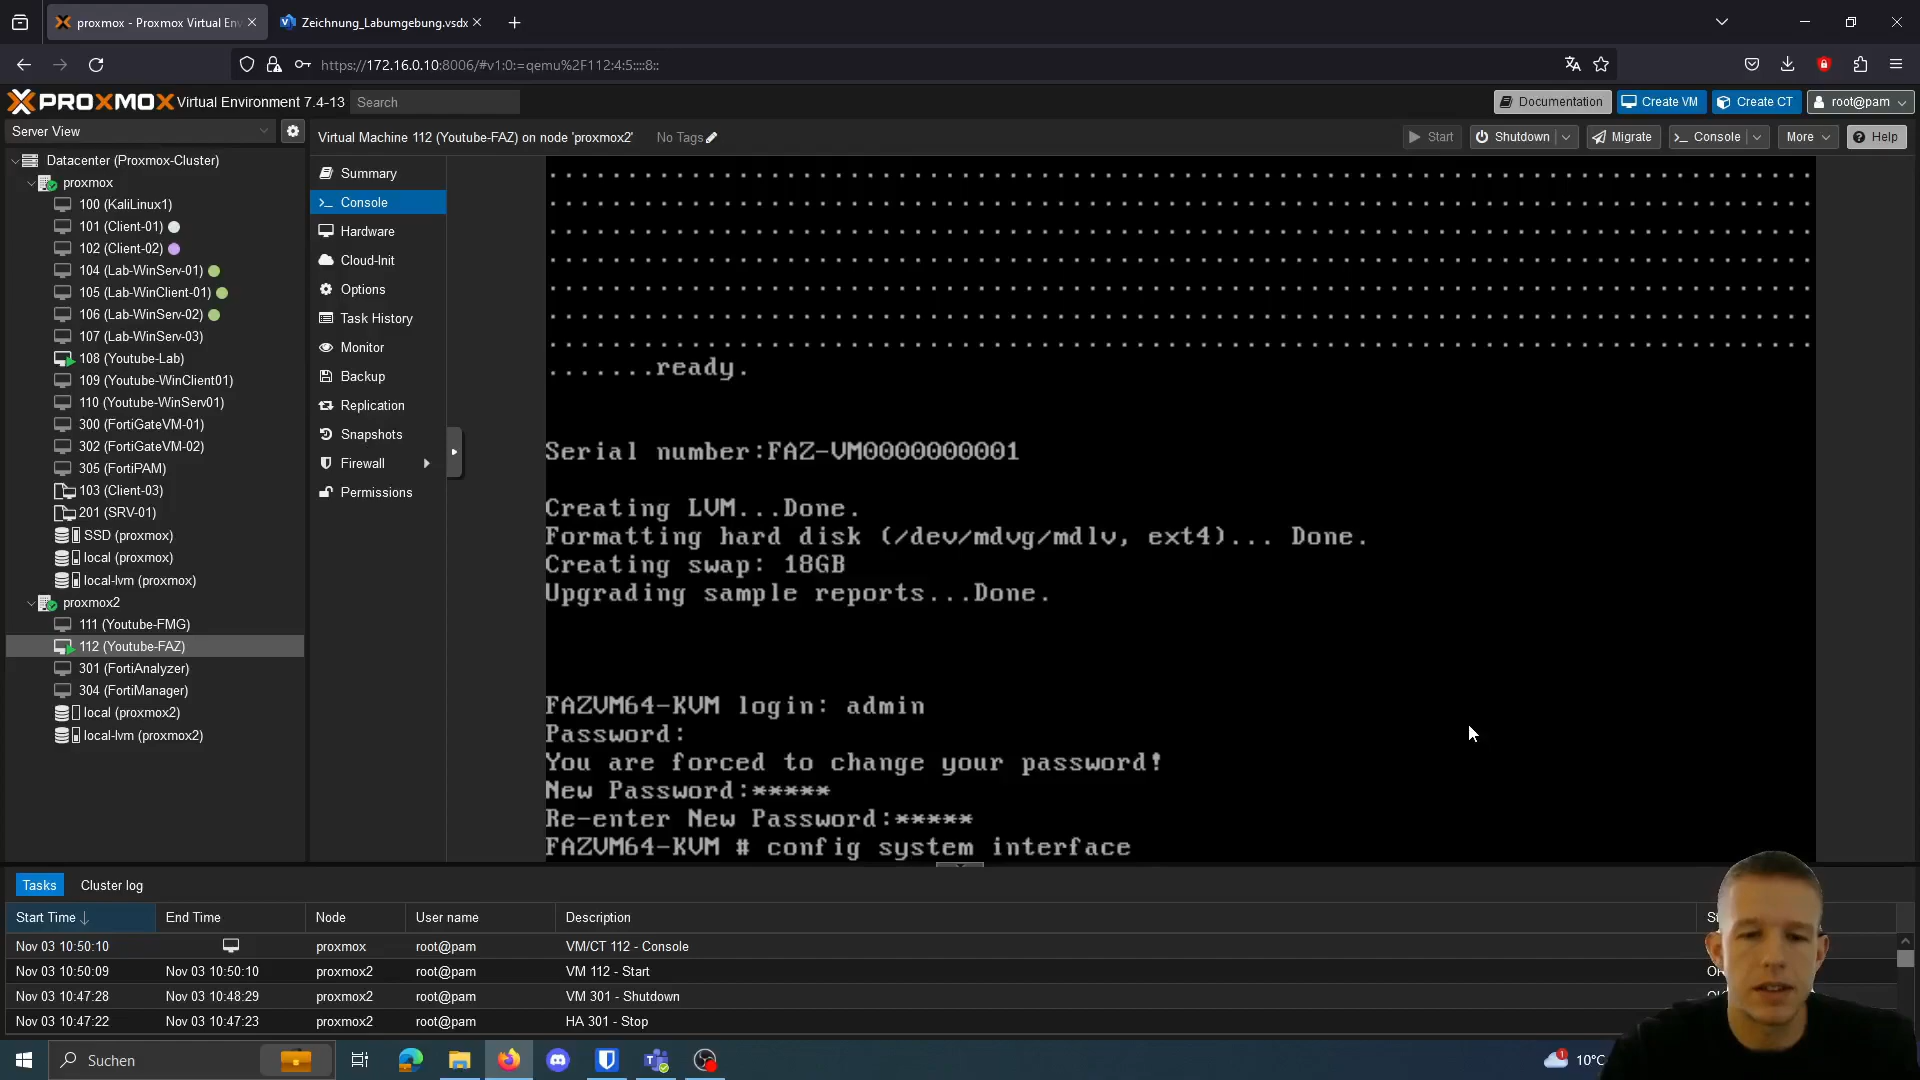 proxmox - Proxmox Virtual En
Zeichnung_Labumgebung.vsdx
https://172.16.0.10:8006/#v1:0:=qemu%2F112:4:5::::8::
PROXMOX Virtual Environment 7.4-13
Search
Documentation
Create VM
Create CT
root@pam
Server View
Virtual Machine 112 (Youtube-FAZ) on node 'proxmox2'
No Tags
Start
Shutdown
Migrate
Console
More
Help
Datacenter (Proxmox-Cluster)
proxmox
100 (KaliLinux1)
101 (Client-01)
102 (Client-02)
104 (Lab-WinServ-01)
105 (Lab-WinClient-01)
106 (Lab-WinServ-02)
107 (Lab-WinServ-03)
108 (Youtube-Lab)
109 (Youtube-WinClient01)
110 (Youtube-WinServ01)
300 (FortiGateVM-01)
302 (FortiGateVM-02)
305 (FortiPAM)
103 (Client-03)
201 (SRV-01)
SSD (proxmox)
local (proxmox)
local-lvm (proxmox)
proxmox2
111 (Youtube-FMG)
112 (Youtube-FAZ)
301 (FortiAnalyzer)
304 (FortiManager)
local (proxmox2)
local-lvm (proxmox2)
Summary
Console
Hardware
Cloud-Init
Options
Task History
Monitor
Backup
Replication
Snapshots
Firewall
Permissions
.......ready.
Serial number:FAZ-VM0000000001
Creating LVM...Done.
Formatting hard disk (/dev/mdvg/mdlv, ext4)... Done.
Creating swap: 18GB
Upgrading sample reports...Done.
FAZVM64-KVM login: admin
Password:
You are forced to change your password!
New Password:*****
Re-enter New Password:*****
FAZVM64-KVM # config system interface
Tasks
Cluster log
Start Time
End Time
Node
User name
Description
Nov 03 10:50:10
proxmox
root@pam
VM/CT 112 - Console
Nov 03 10:50:09
Nov 03 10:50:10
proxmox2
root@pam
VM 112 - Start
Nov 03 10:47:28
Nov 03 10:48:29
proxmox2
root@pam
VM 301 - Shutdown
Nov 03 10:47:22
Nov 03 10:47:23
proxmox2
root@pam
HA 301 - Stop
Suchen
1
10°C